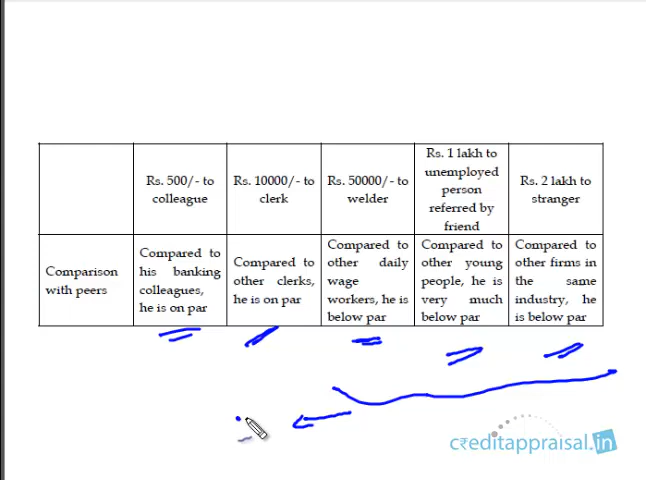 Rs. 500/- to
colleague
Rs. 10000/- to
clerk
Rs. 50000/- to
welder
Rs. 1 lakh to
unemployed
person
referred by
friend
Rs. 2 lakh to
stranger
Comparison
with peers
Compared to
his banking
colleagues,
he is on par
Compared to
other clerks,
he is on par
Compared to
other daily
wage
workers, he is
below par
Compared to
other young
people, he is
very much
below par
Compared to
other firms in
the same
industry, he
is below par
c₹editappraisal.in